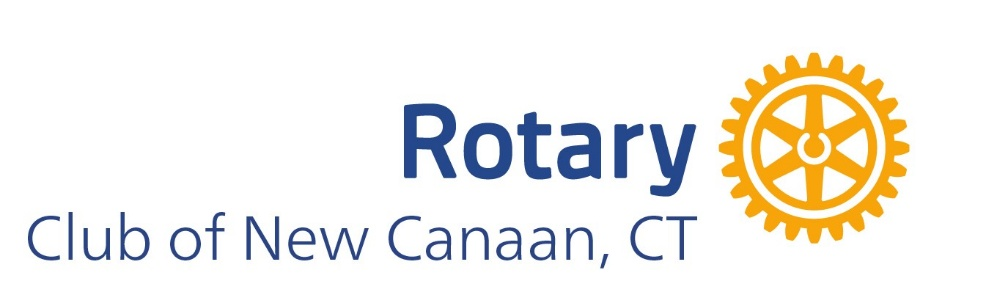 Rotary
Club of New Canaan, CT